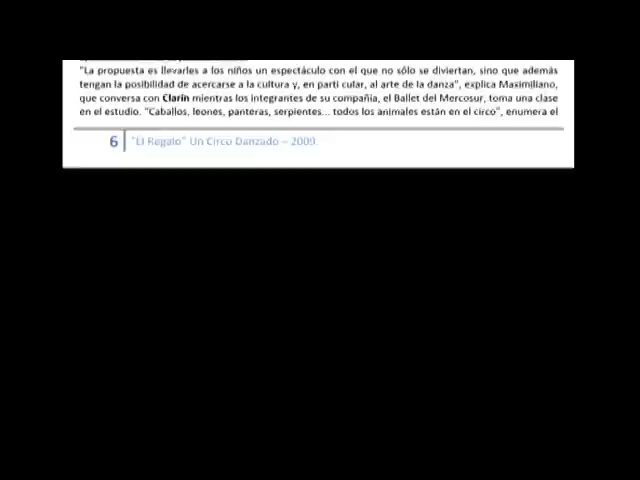 "La propuesta es llevarles a los niños un espectáculo con el que no sólo se diviertan, sino que además
tengan la posibilidad de acercarse a la cultura y, en parti cular, al arte de la danza", explica Maximiliano,
que conversa con Clarín mientras los integrantes de su compañía, el Ballet del Mercosur, toma una clase
en el estudio. "Caballos, leones, panteras, serpientes... todos los animales están en el circo", enumera el
6 "El Regalo" Un Circo Danzado – 2009.